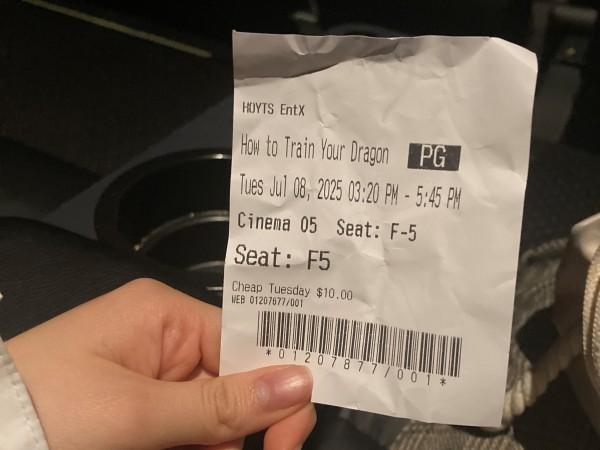 HOYTS EntX
How to Train Your Dragon PG
Tues Jul 08, 2025 03:20 PM - 5:45 PM
Cinema 05 Seat: F-5
Seat: F5
Cheap Tuesday $10.00
WEB 01207677/001
*01207877/001*